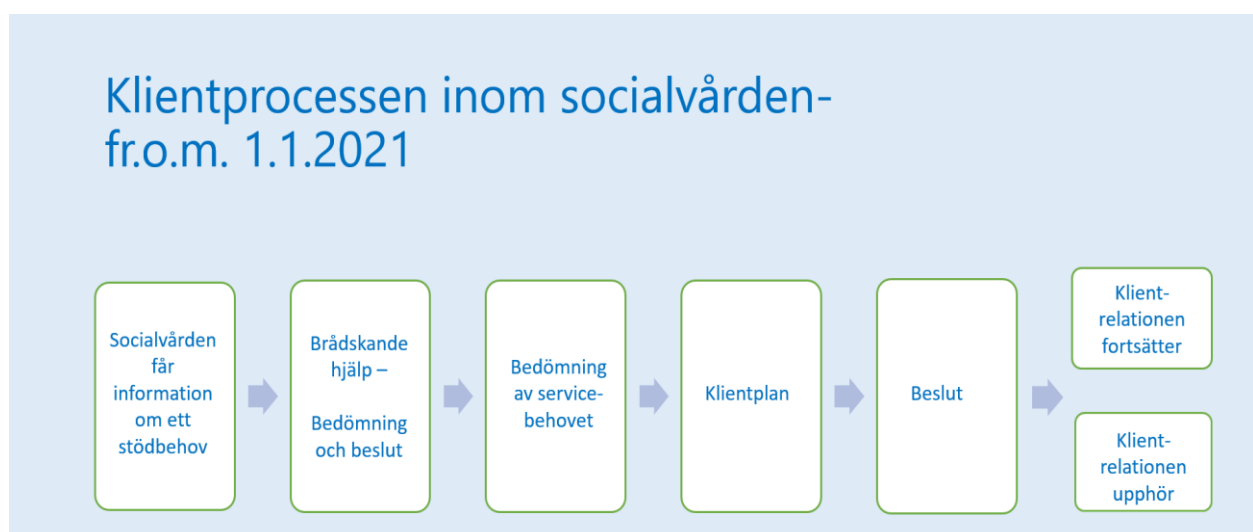 Klientprocessen inom socialvården-
fr.o.m. 1.1.2021
Socialvården
får
information
om ett
stödbehov
Brådskande
hjälp –
Bedömning
och beslut
Bedömning
av service-
behovet
Klientplan
Beslut
Klient-
relationen
fortsätter
Klient-
relationen
upphör